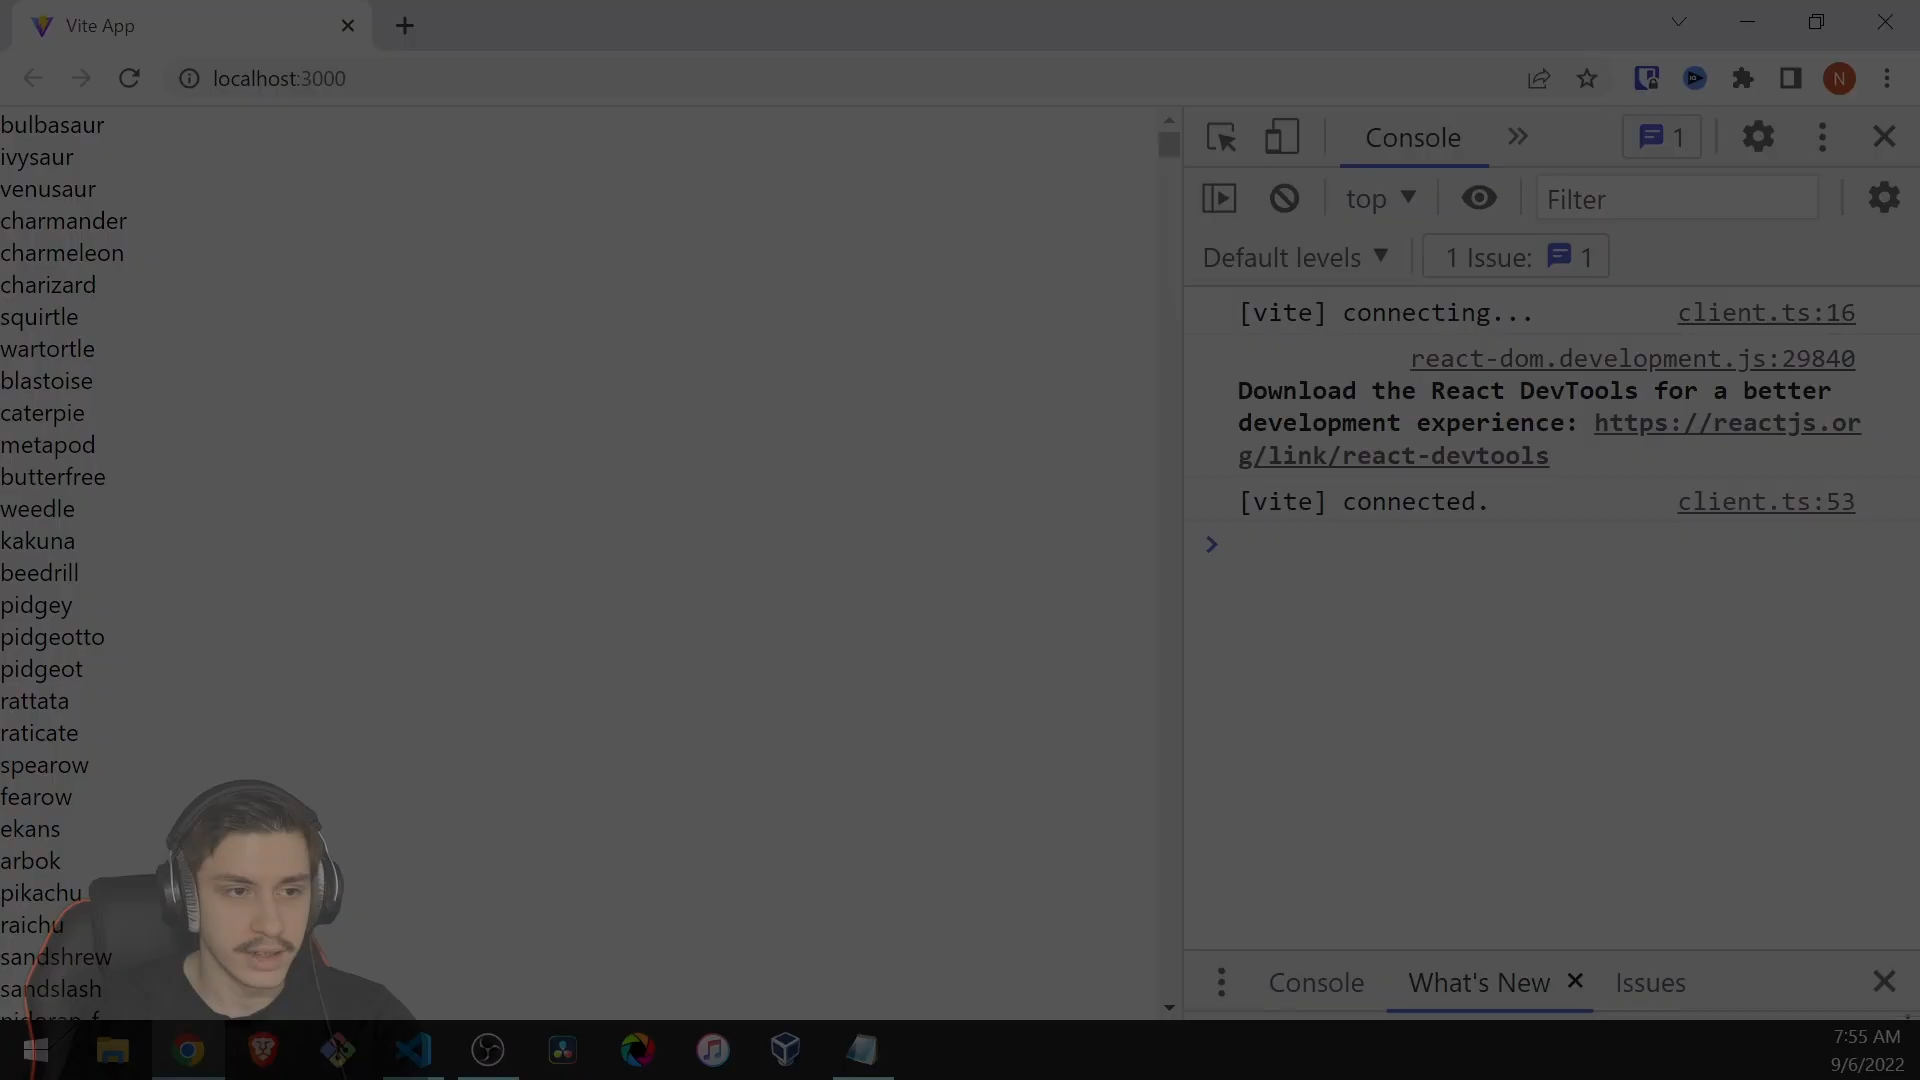 Vite App
localhost:3000
N
bulbasaur
ivysaur
venusaur
charmander
charmeleon
charizard
squirtle
wartortle
blastoise
caterpie
metapod
butterfree
weedle
kakuna
beedrill
pidgey
pidgeotto
pidgeot
rattata
raticate
spearow
fearow
ekans
arbok
pikachu
raichu
sandshrew
sandslash
Console
1
top
Filter
Default levels
1 Issue: 1
[vite] connecting... client.ts:16
react-dom.development.js:29840
Download the React DevTools for a better
development experience: https://reactjs.or
g/link/react-devtools
[vite] connected. client.ts:53
Console What's New Issues
7:55 AM
9/6/2022